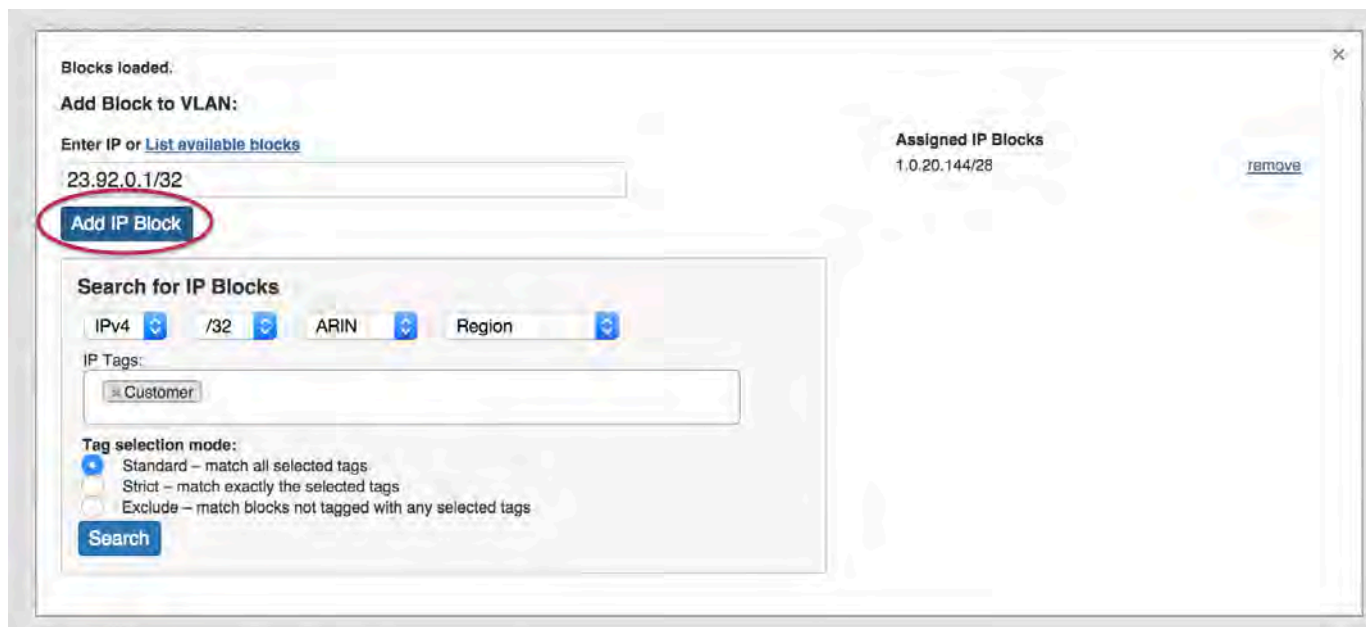 Blocks loaded.
Add Block to VLAN:
Enter IP or List available blocks
23.92.0.1/32
Add IP Block
Assigned IP Blocks
1.0.20.144/28 remove
Search for IP Blocks
IPv4 /32 ARIN Region
IP Tags:
× Customer
Tag selection mode:
Standard – match all selected tags
Strict – match exactly the selected tags
Exclude – match blocks not tagged with any selected tags
Search